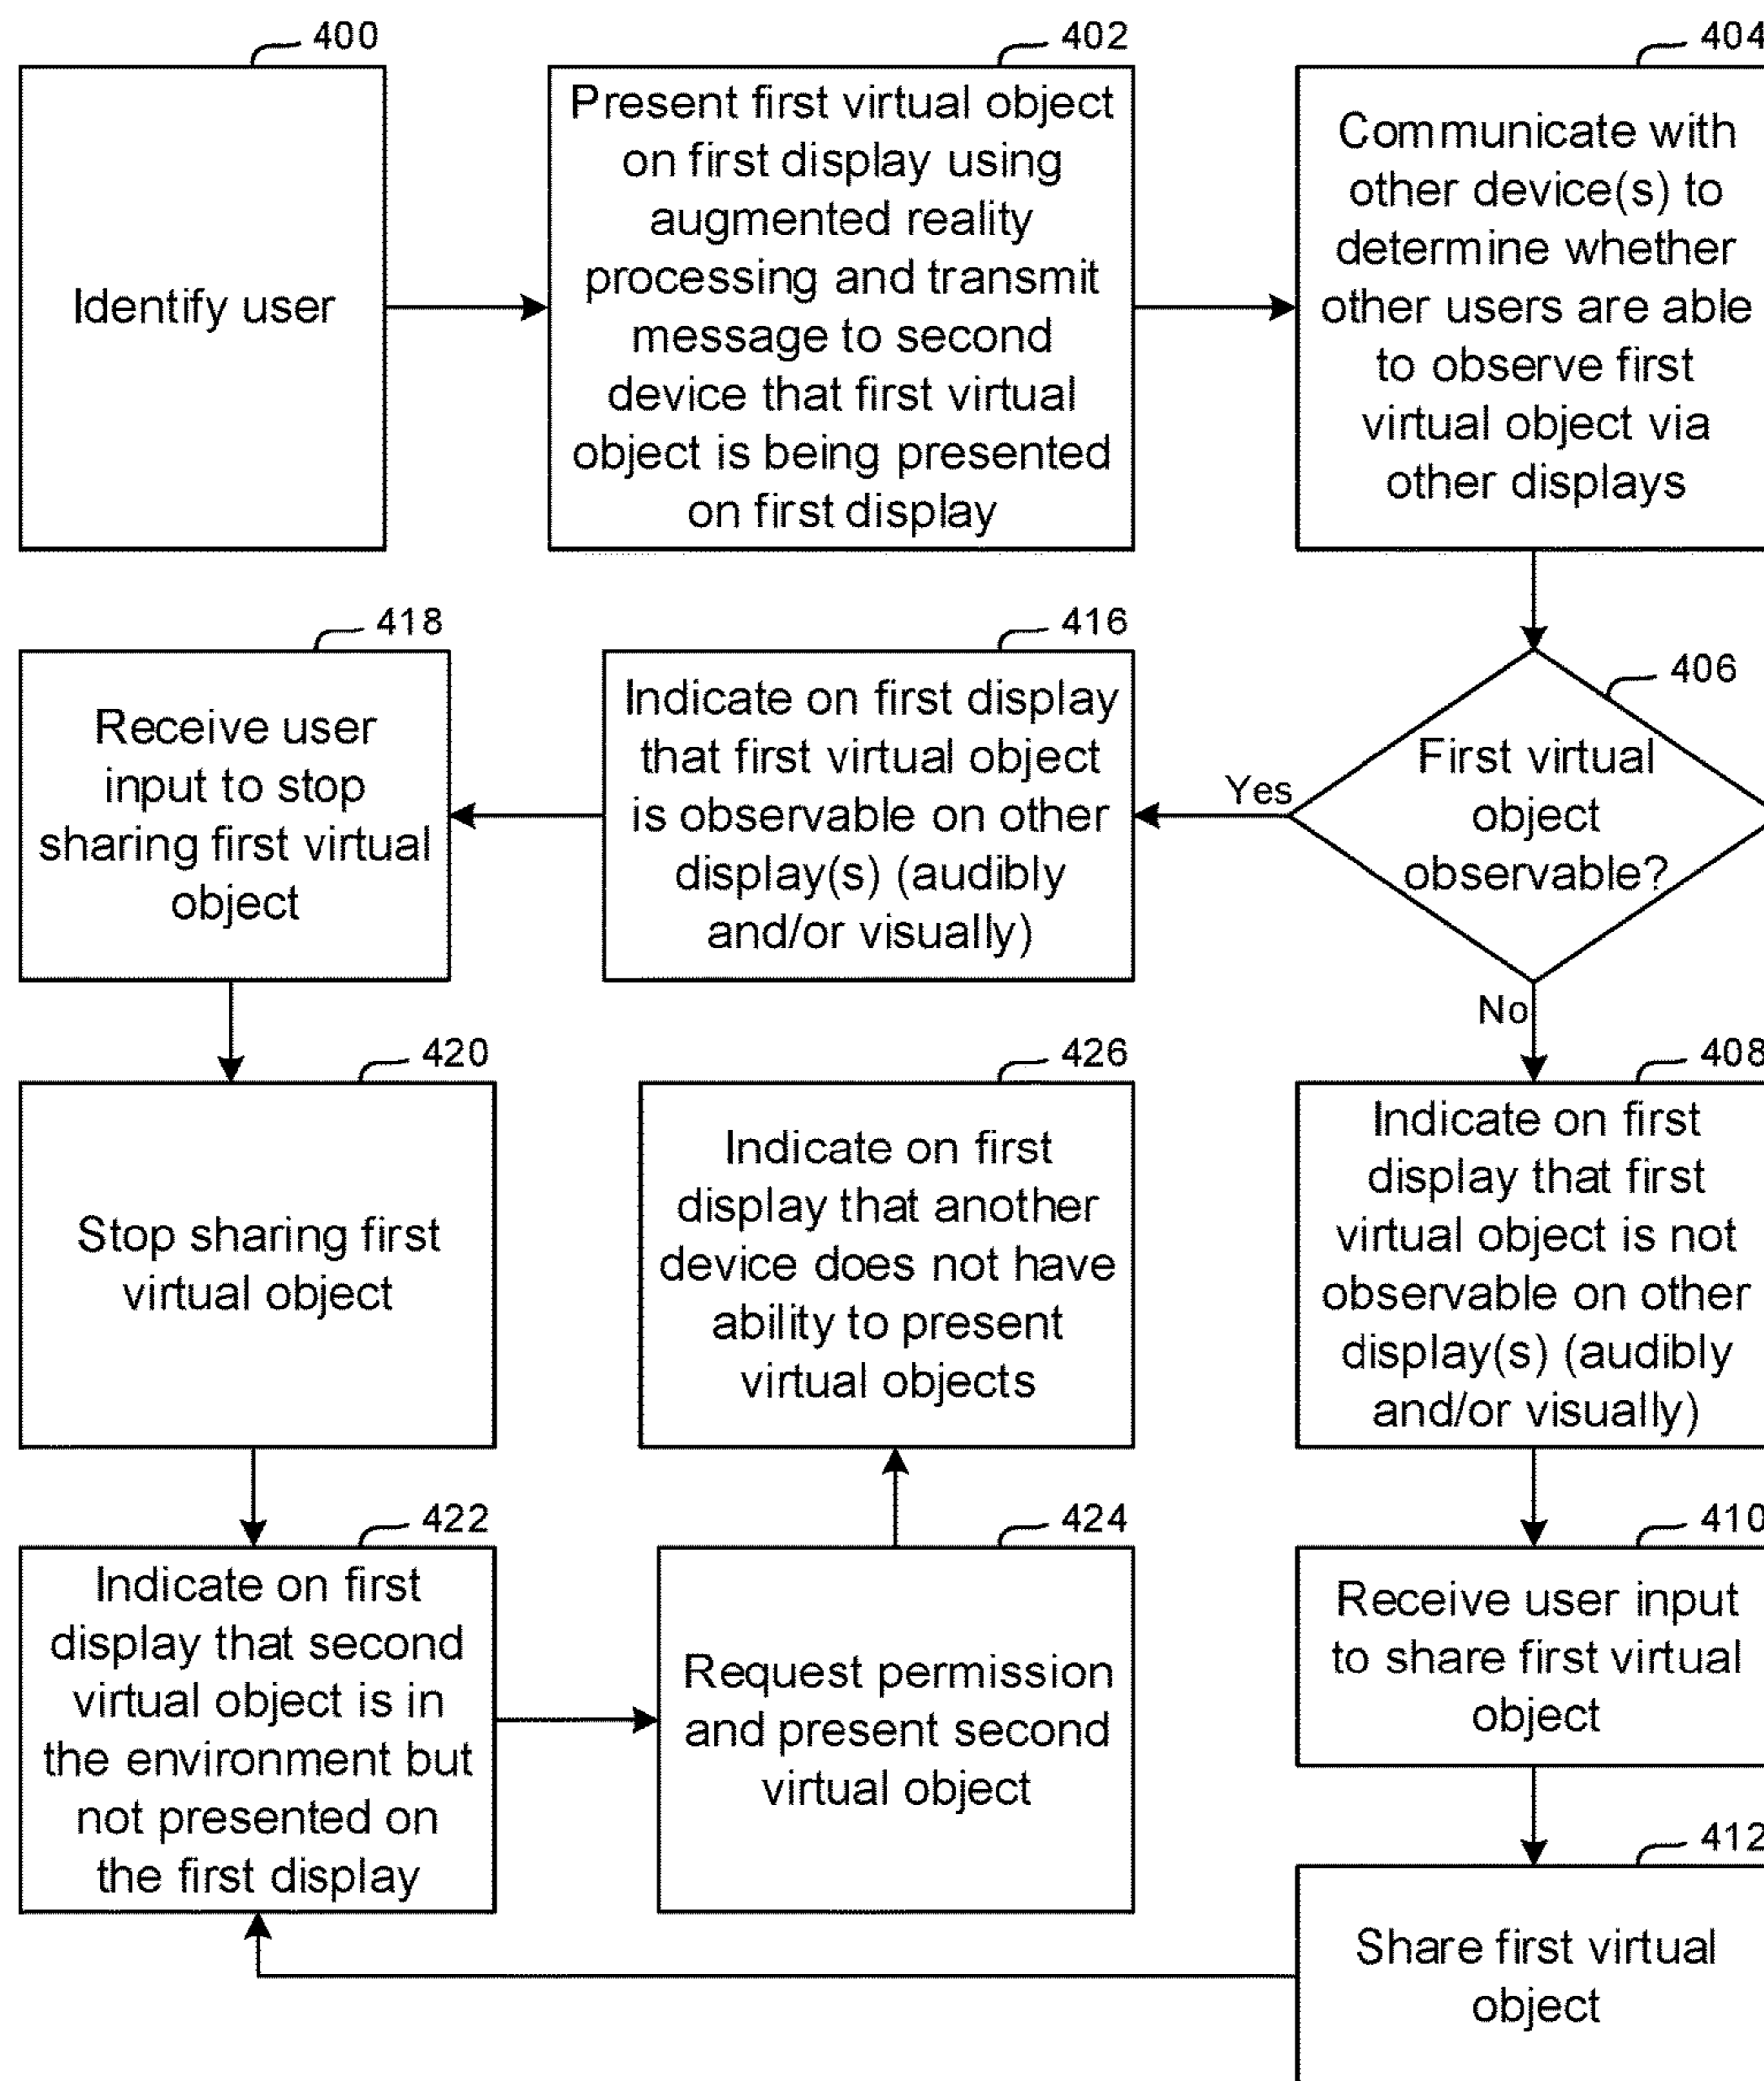 400
Identify user
402
Present first virtual object
on first display using
augmented reality
processing and transmit
message to second
device that first virtual
object is being presented
on first display
404
Communicate with
other device(s) to
determine whether
other users are able
to observe first
virtual object via
other displays
406
First virtual
object
observable?
Yes
No
416
Indicate on first display
that first virtual object
is observable on other
display(s) (audibly
and/or visually)
418
Receive user
input to stop
sharing first virtual
object
420
Stop sharing first
virtual object
408
Indicate on first
display that first
virtual object is not
observable on other
display(s) (audibly
and/or visually)
410
Receive user input
to share first virtual
object
412
Share first virtual
object
422
Indicate on first
display that second
virtual object is in
the environment but
not presented on
the first display
424
Request permission
and present second
virtual object
426
Indicate on first
display that another
device does not have
ability to present
virtual objects